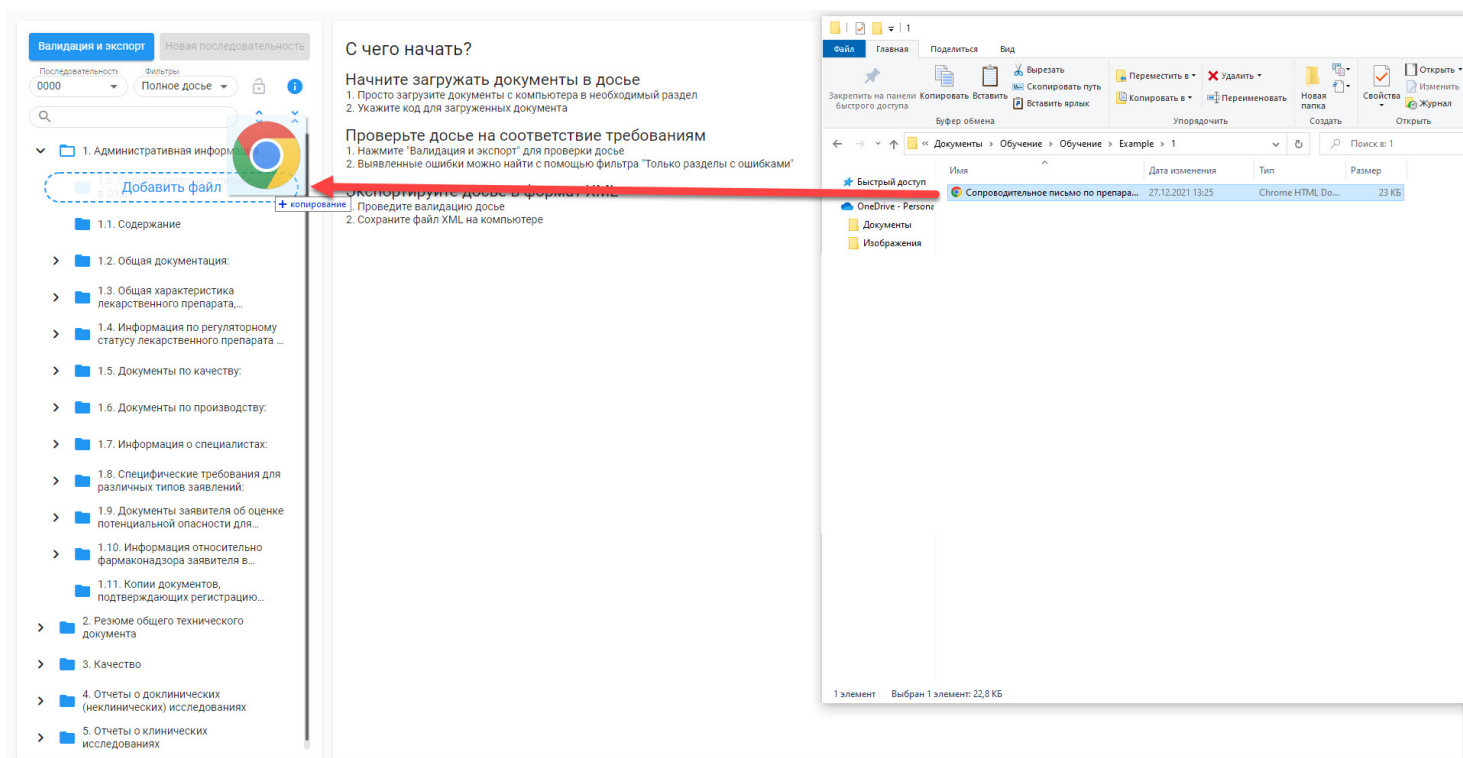 Валидация и экспорт
Новая последовательность
Последовательность
Фильтры
0000
Полное досье
1. Административная информация
Добавить файл
+ копирование
1.1. Содержание
1.2. Общая документация:
1.3. Общая характеристика
лекарственного препарата,...
1.4. Информация по регуляторному
статусу лекарственного препарата ...
1.5. Документы по качеству:
1.6. Документы по производству:
1.7. Информация о специалистах:
1.8. Специфические требования для
различных типов заявлений:
1.9. Документы заявителя об оценке
потенциальной опасности для...
1.10. Информация относительно
фармаконадзора заявителя в...
1.11. Копии документов,
подтверждающих регистрацию...
2. Резюме общего технического
документа
3. Качество
4. Отчеты о доклинических
(неклинических) исследованиях
5. Отчеты о клинических
исследованиях
С чего начать?
Начните загружать документы в досье
1. Просто загрузите документы с компьютера в необходимый раздел
2. Укажите код для загруженных документа
Проверьте досье на соответствие требованиям
1. Нажмите "Валидация и экспорт" для проверки досье
2. Выявленные ошибки можно найти с помощью фильтра "Только разделы с ошибками"
Экспортируйте досье в формат XML
1. Проведите валидацию досье
2. Сохраните файл XML на компьютере
1
Файл
Главная
Поделиться
Вид
Закрепить на панели
быстрого доступа
Копировать
Вставить
Вырезать
Скопировать путь
Вставить ярлык
Буфер обмена
Переместить в
Копировать в
Удалить
Переименовать
Упорядочить
Новая
папка
Создать
Свойства
Открыть
Изменить
Журнал
Открыть
« Документы › Обучение › Обучение › Example › 1
Поиск в: 1
Имя
Дата изменения
Тип
Размер
Быстрый доступ
OneDrive - Persona
Документы
Изображения
Сопроводительное письмо по препара...
27.12.2021 13:25
Chrome HTML Do...
23 КБ
1 элемент
Выбран 1 элемент: 22,8 КБ